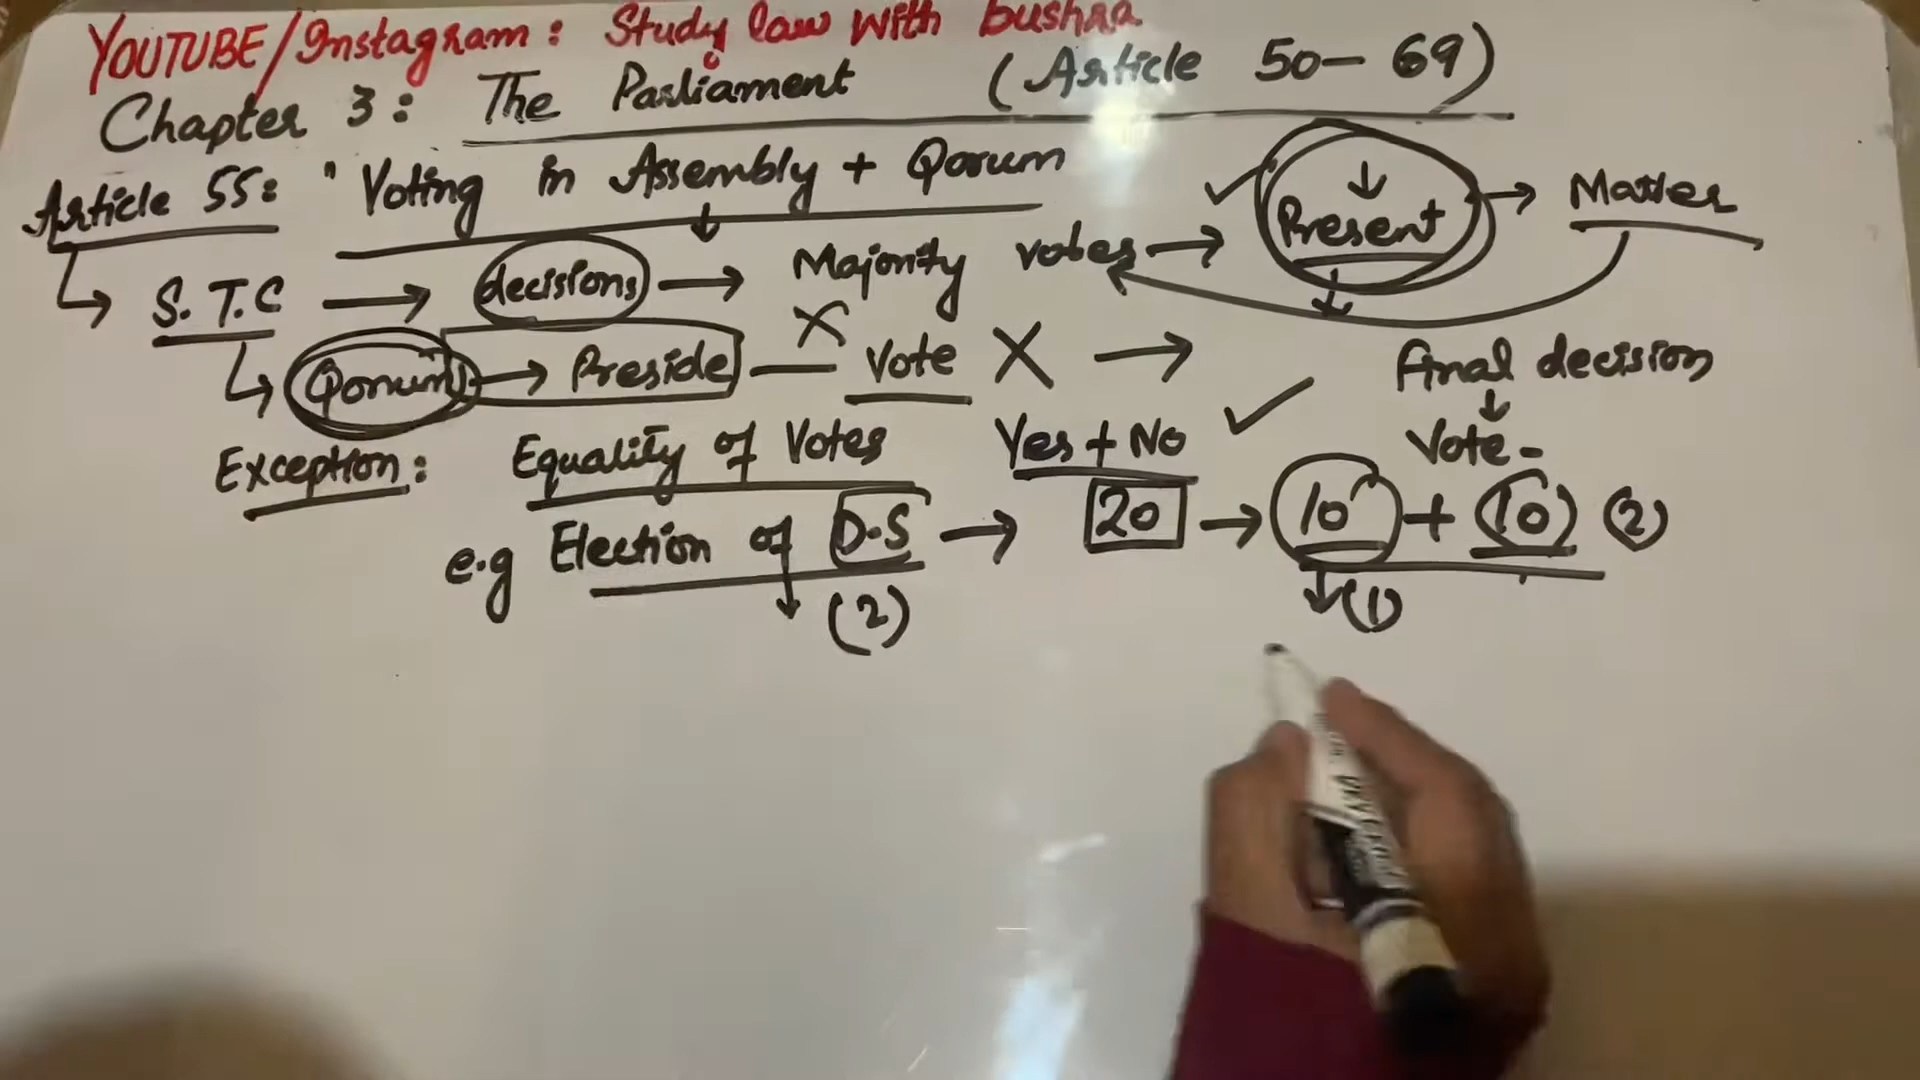 YOUTUBE/Instagram: Study law with bushra
Chapter 3: The Parliament (Article 50-69)
Article 55: " Voting in Assembly + Qorum
S.T.C → decisions → Majority votes → Present → Matter
Qorum → Preside — Vote X → final decision
Vote -
Exception: Equality of Votes Yes + No ✓
e.g Election of D.S → 20 → 10 + 10 (2)
(2) (1)